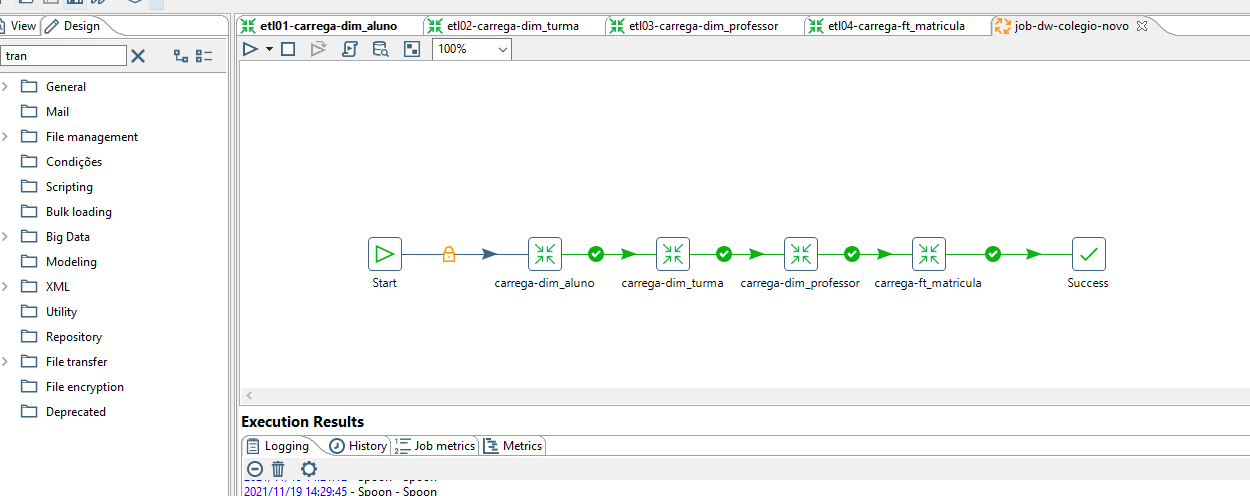 View Design
etl01-carrega-dim_aluno etl02-carrega-dim_turma etl03-carrega-dim_professor etl04-carrega-ft_matricula job-dw-colegio-novo
tran
100%
General
Mail
File management
Condições
Scripting
Bulk loading
Big Data
Modeling
XML
Utility
Repository
File transfer
File encryption
Deprecated
Start carrega-dim_aluno carrega-dim_turma carrega-dim_professor carrega-ft_matricula Success
Execution Results
Logging History Job metrics Metrics
2021/11/19 14:29:45 - Spoon - Spoon